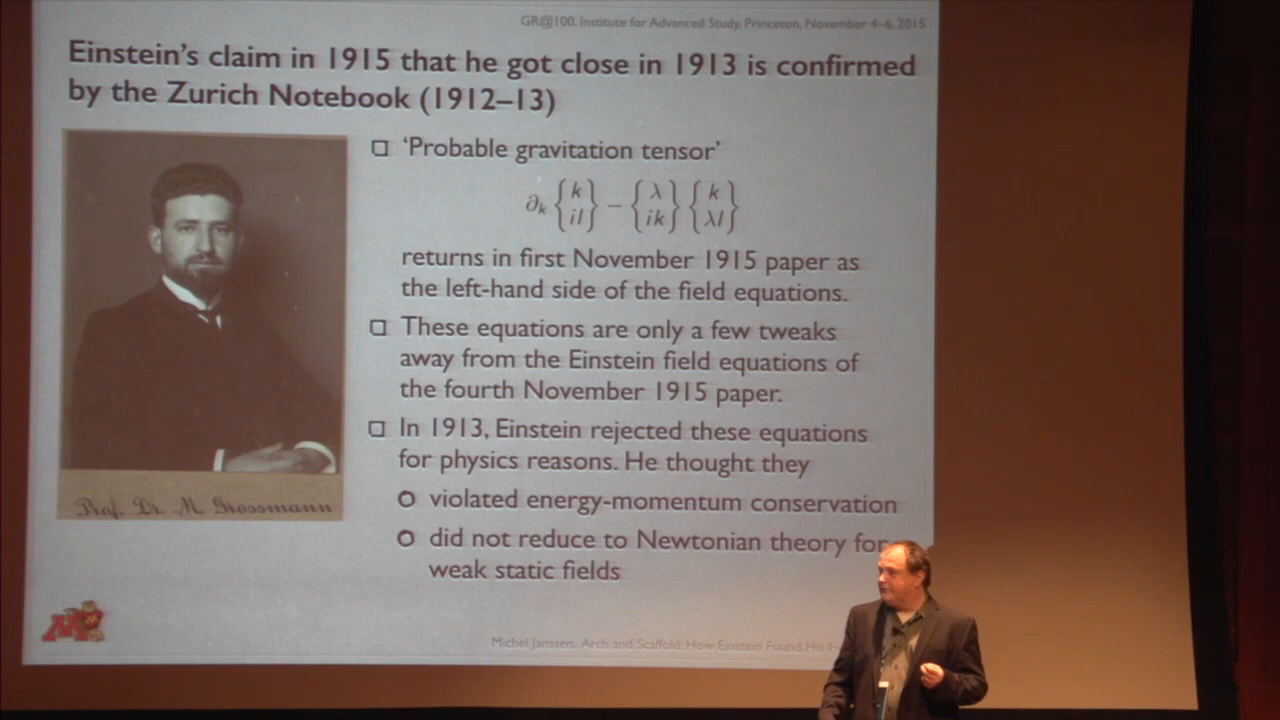 GR@100, Institute for Advanced Study, Princeton, November 4–6, 2015
Einstein's claim in 1915 that he got close in 1913 is confirmed
by the Zurich Notebook (1912–13)
'Probable gravitation tensor'
∂k {k il} − {λ ik} {k λl}
returns in first November 1915 paper as
the left-hand side of the field equations.
These equations are only a few tweaks
away from the Einstein field equations of
the fourth November 1915 paper.
In 1913, Einstein rejected these equations
for physics reasons. He thought they
violated energy-momentum conservation
did not reduce to Newtonian theory for
weak static fields
Prof. Dr. M. Grossmann
M
Michel Janssen, Arch and Scaffold: How Einstein Found His